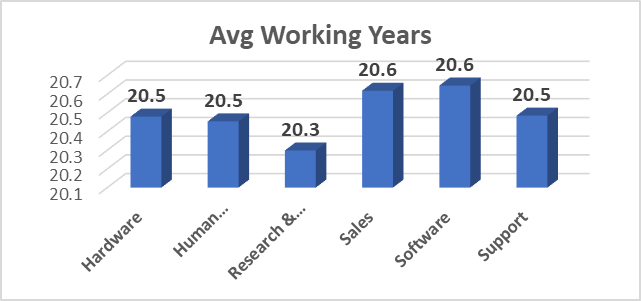 Avg Working Years
20.7
20.6
20.5
20.4
20.3
20.2
20.1
20.5
20.5
20.3
20.6
20.6
20.5
Hardware
Human...
Research &...
Sales
Software
Support